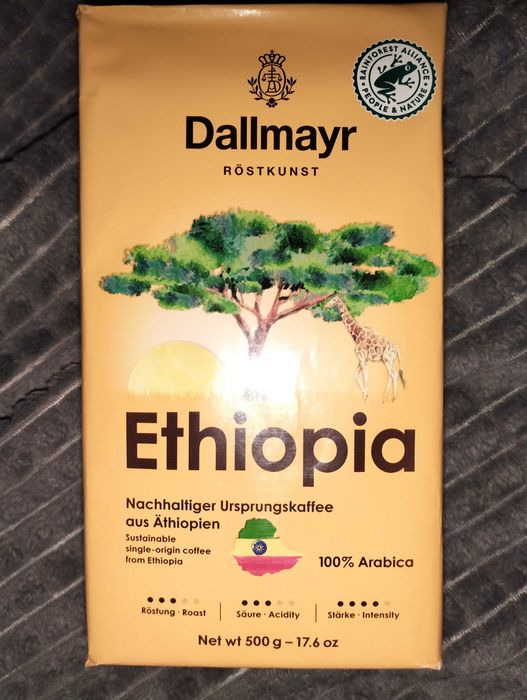 RAINFOREST ALLIANCE
PEOPLE & NATURE
Dallmayr
RÖSTKUNST
Ethiopia
Nachhaltiger Ursprungskaffee
aus Äthiopien
Sustainable
single-origin coffee
from Ethiopia
100% Arabica
Röstung · Roast
Säure · Acidity
Stärke · Intensity
Net wt 500 g – 17.6 oz